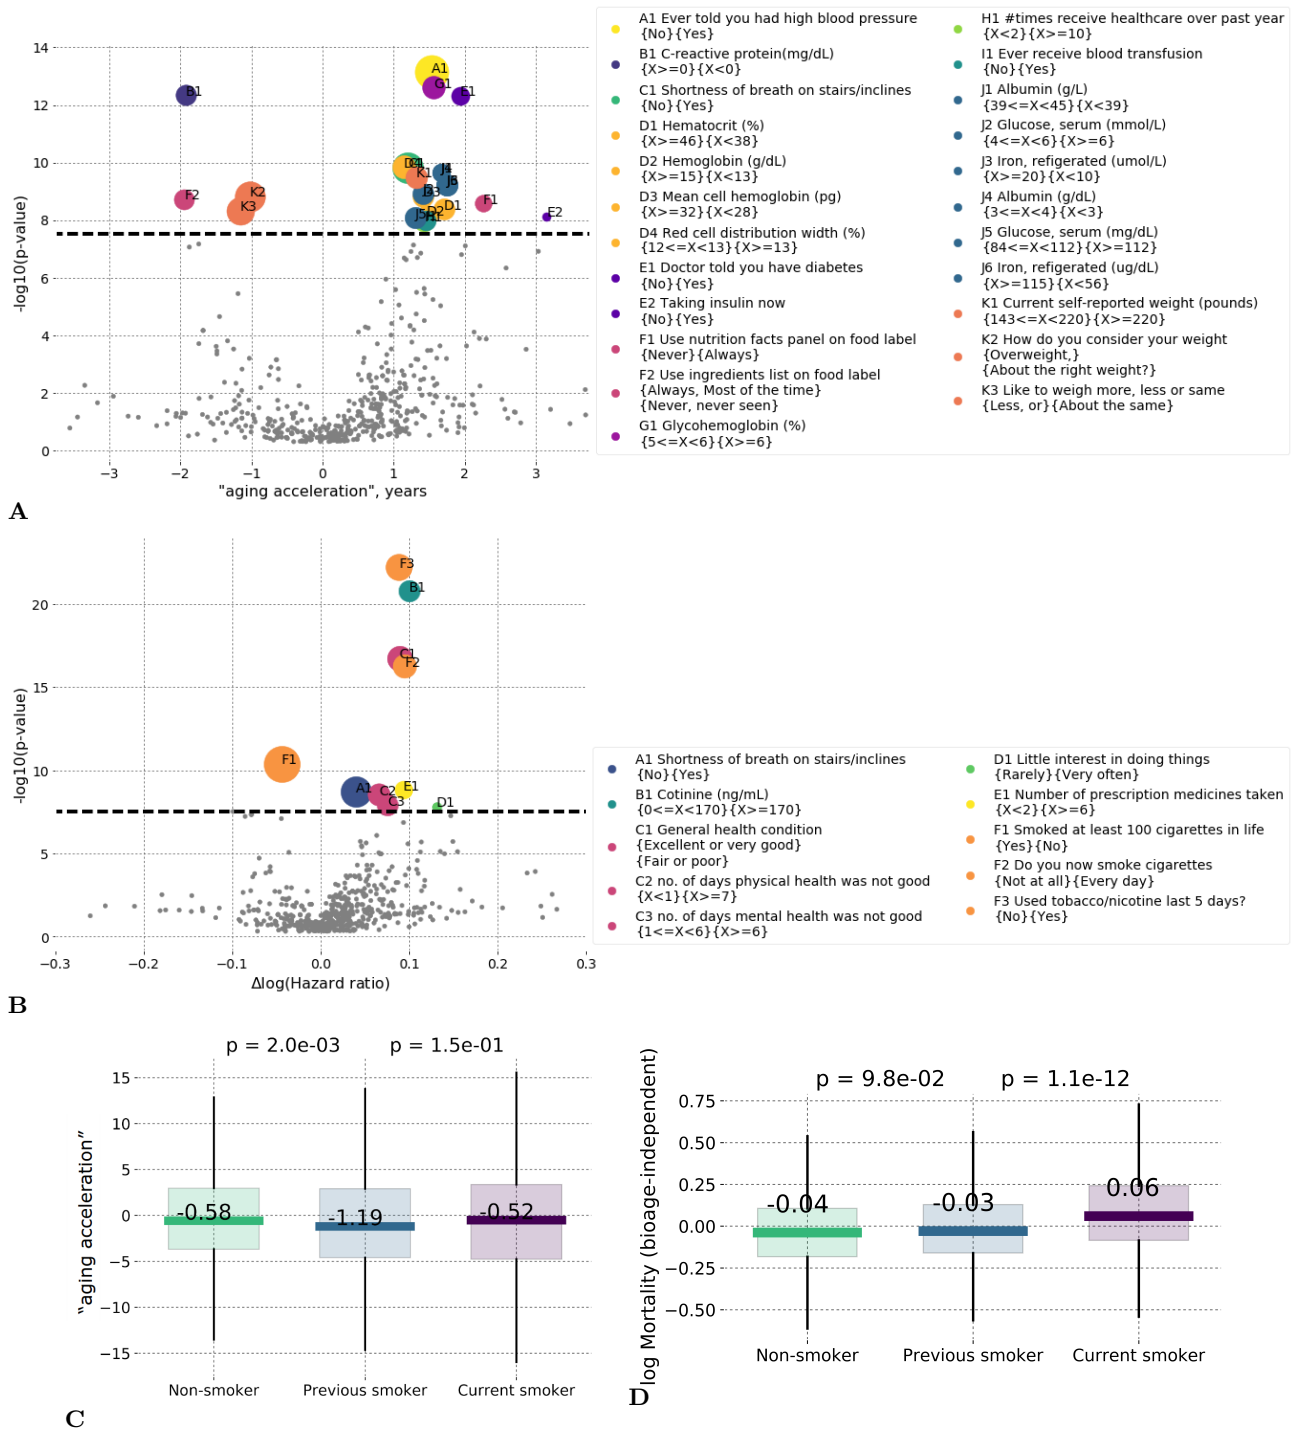 14
12
10
8
6
4
2
0
-log10(p-value)
A1
G1
E1
B1
D4
K1
J4
F2
K2
K3
F1
D1
D2
J5
E2
−3
−2
−1
0
1
2
3
"aging acceleration", years
A
A1 Ever told you had high blood pressure
{No}{Yes}
B1 C-reactive protein(mg/dL)
{X>=0}{X<0}
C1 Shortness of breath on stairs/inclines
{No}{Yes}
D1 Hematocrit (%)
{X>=46}{X<38}
D2 Hemoglobin (g/dL)
{X>=15}{X<13}
D3 Mean cell hemoglobin (pg)
{X>=32}{X<28}
D4 Red cell distribution width (%)
{12<=X<13}{X>=13}
E1 Doctor told you have diabetes
{No}{Yes}
E2 Taking insulin now
{No}{Yes}
F1 Use nutrition facts panel on food label
{Never}{Always}
F2 Use ingredients list on food label
{Always, Most of the time}
{Never, never seen}
G1 Glycohemoglobin (%)
{5<=X<6}{X>=6}
H1 #times receive healthcare over past year
{X<2}{X>=10}
I1 Ever receive blood transfusion
{No}{Yes}
J1 Albumin (g/L)
{39<=X<45}{X<39}
J2 Glucose, serum (mmol/L)
{4<=X<6}{X>=6}
J3 Iron, refigerated (umol/L)
{X>=20}{X<10}
J4 Albumin (g/dL)
{3<=X<4}{X<3}
J5 Glucose, serum (mg/dL)
{84<=X<112}{X>=112}
J6 Iron, refigerated (ug/dL)
{X>=115}{X<56}
K1 Current self-reported weight (pounds)
{143<=X<220}{X>=220}
K2 How do you consider your weight
{Overweight,}
{About the right weight?}
K3 Like to weigh more, less or same
{Less, or}{About the same}
20
15
10
5
0
-log10(p-value)
F3
B1
C1
F2
F1
A1
C2
C3
E1
D1
−0.3
−0.2
−0.1
0.0
0.1
0.2
0.3
Δlog(Hazard ratio)
B
A1 Shortness of breath on stairs/inclines
{No}{Yes}
B1 Cotinine (ng/mL)
{0<=X<170}{X>=170}
C1 General health condition
{Excellent or very good}
{Fair or poor}
C2 no. of days physical health was not good
{X<1}{X>=7}
C3 no. of days mental health was not good
{1<=X<6}{X>=6}
D1 Little interest in doing things
{Rarely}{Very often}
E1 Number of prescription medicines taken
{X<2}{X>=6}
F1 Smoked at least 100 cigarettes in life
{Yes}{No}
F2 Do you now smoke cigarettes
{Not at all}{Every day}
F3 Used tobacco/nicotine last 5 days?
{No}{Yes}
p = 2.0e-03
p = 1.5e-01
15
10
5
0
−5
−10
−15
“aging acceleration”
-0.58
-1.19
-0.52
Non-smoker
Previous smoker
Current smoker
C
p = 9.8e-02
p = 1.1e-12
0.75
0.50
0.25
0.00
−0.25
−0.50
log Mortality (bioage-independent)
-0.04
-0.03
0.06
Non-smoker
Previous smoker
Current smoker
D